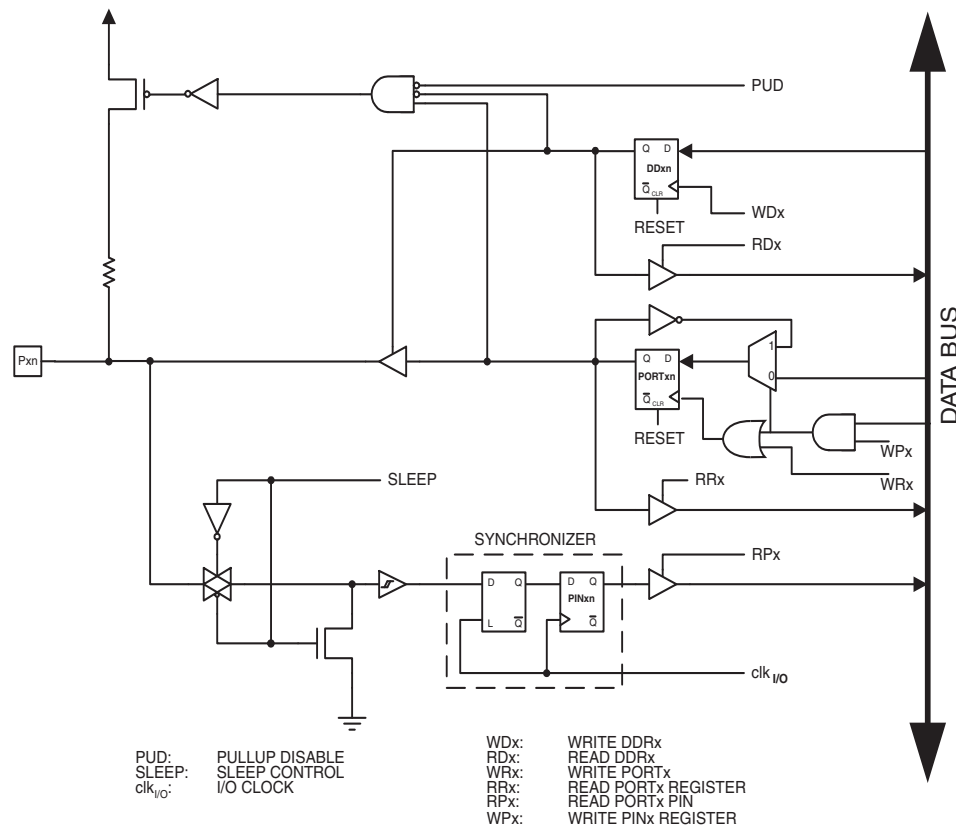 PUD
Q D
DDxn
Q CLR
WDx
RESET
RDx
Pxn
1
Q D
PORTxn
0
Q CLR
RESET
WPx
WRx
SLEEP
RRx
SYNCHRONIZER
RPx
D Q
D Q
PINxn
L Q
Q
clk I/O
DATA BUS
PUD: PULLUP DISABLE
SLEEP: SLEEP CONTROL
clkI/O: I/O CLOCK
WDx: WRITE DDRx
RDx: READ DDRx
WRx: WRITE PORTx
RRx: READ PORTx REGISTER
RPx: READ PORTx PIN
WPx: WRITE PINx REGISTER